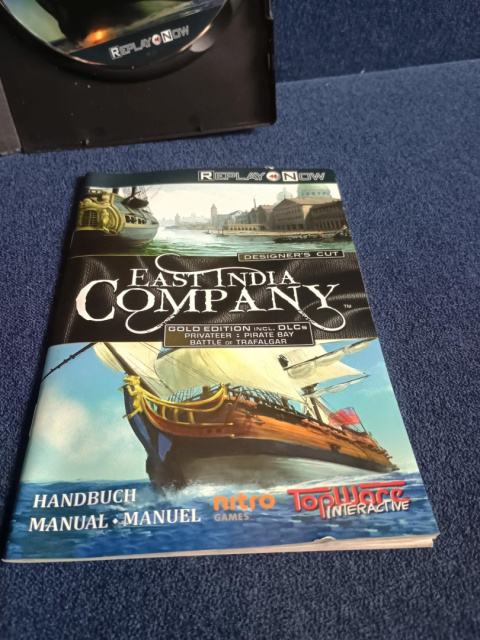 REPLAY NOW
REPLAY NOW
DESIGNER'S CUT
EAST INDIA
COMPANY™
GOLD EDITION INCL. DLCs
PRIVATEER : PIRATE BAY
BATTLE OF TRAFALGAR
HANDBUCH
MANUAL • MANUEL
nitro
GAMES
TopWare
INTERACTIVE